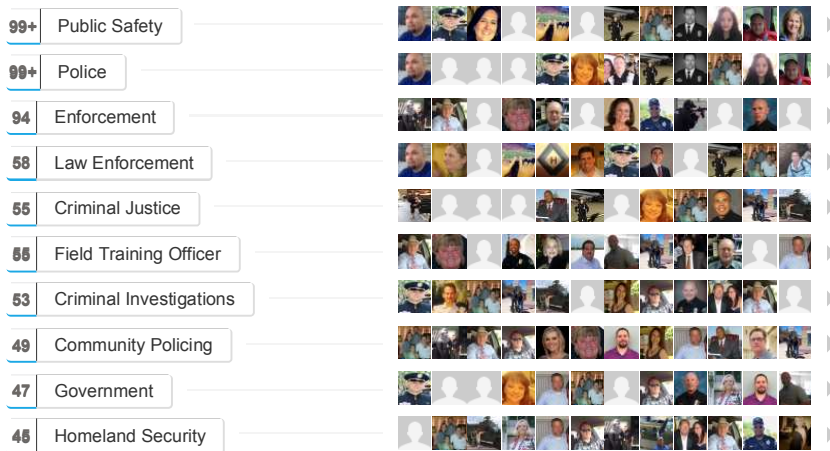 99+ Public Safety
99+ Police
94 Enforcement
58 Law Enforcement
55 Criminal Justice
55 Field Training Officer
53 Criminal Investigations
49 Community Policing
47 Government
45 Homeland Security